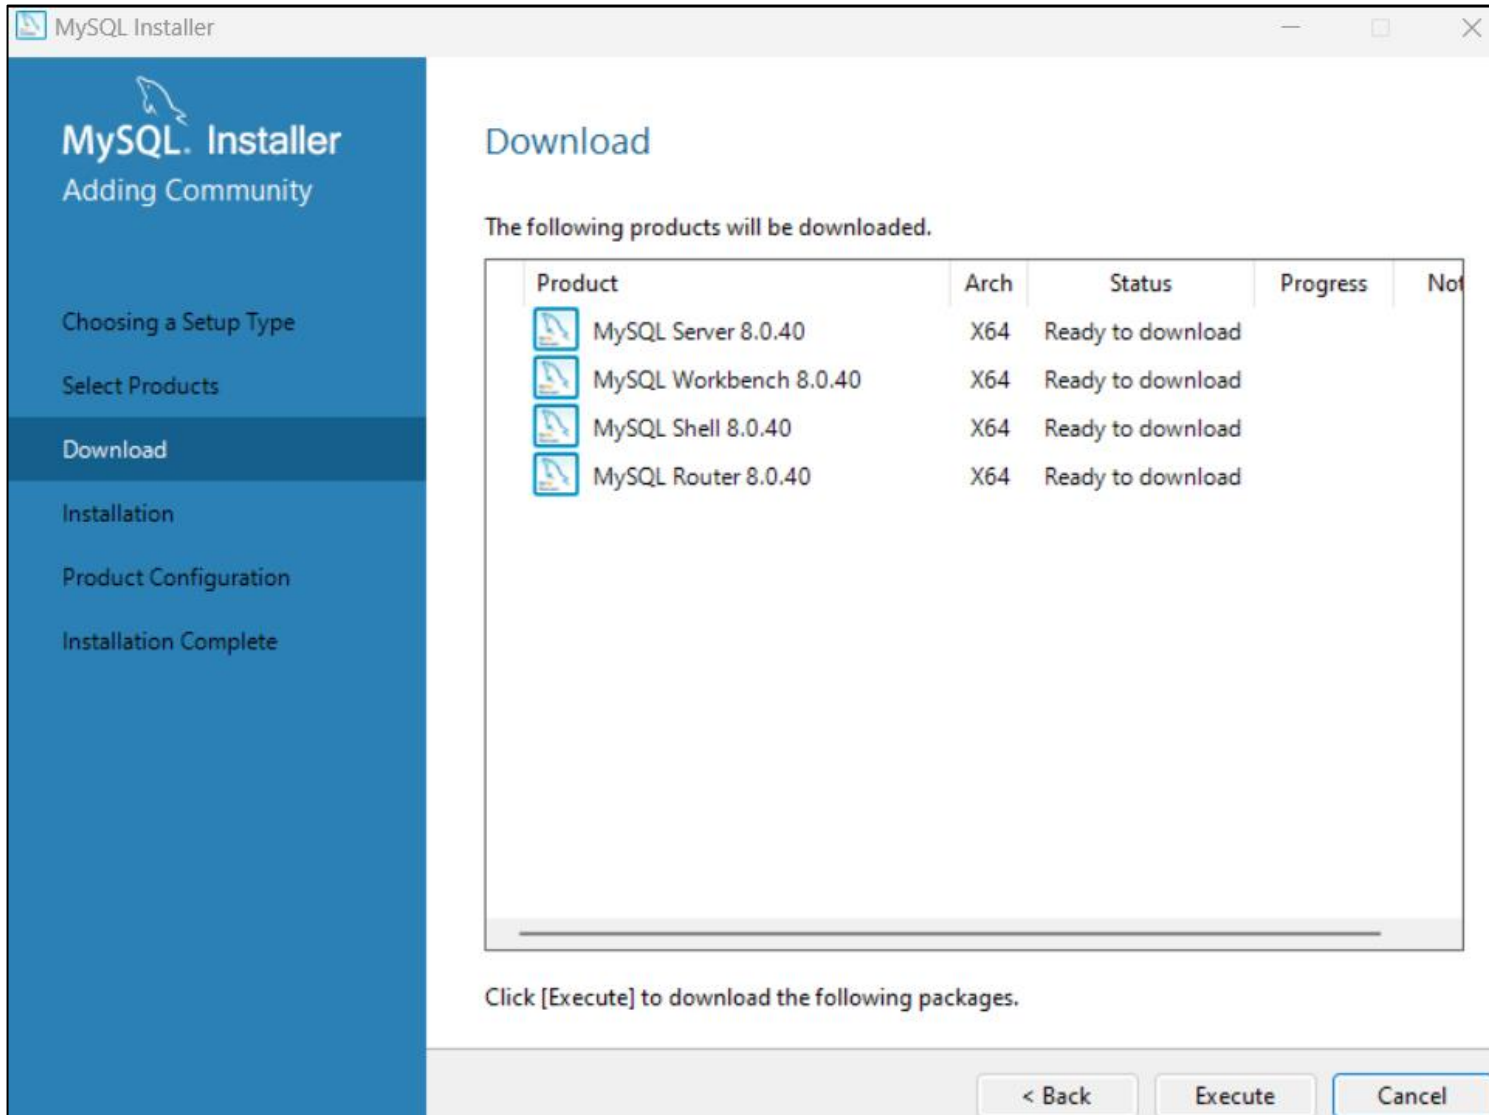 MySQL Installer
MySQL. Installer
Adding Community
Choosing a Setup Type
Select Products
Download
Installation
Product Configuration
Installation Complete
Download
The following products will be downloaded.
Product Arch Status Progress Not
MySQL Server 8.0.40 X64 Ready to download
MySQL Workbench 8.0.40 X64 Ready to download
MySQL Shell 8.0.40 X64 Ready to download
MySQL Router 8.0.40 X64 Ready to download
Click [Execute] to download the following packages.
< Back Execute Cancel